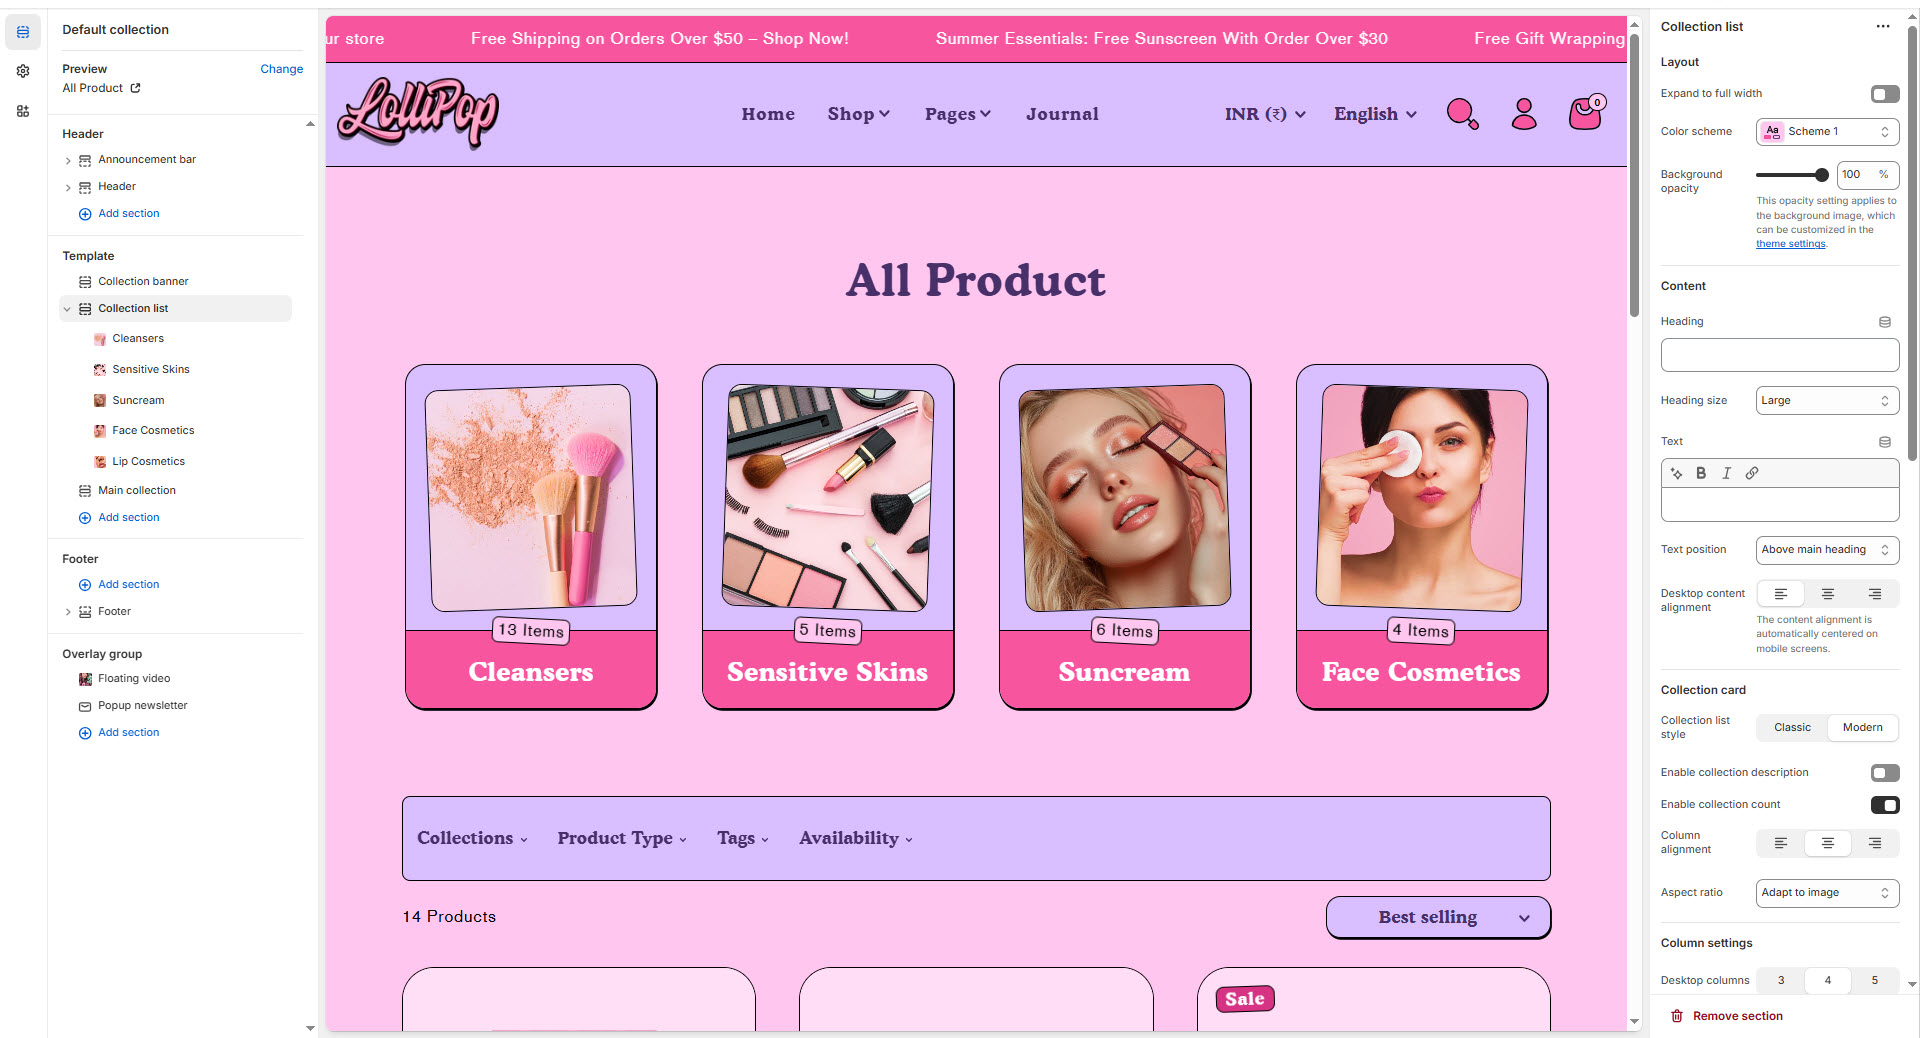 Default collection
Preview
Change
All Product
Header
Announcement bar
Header
Add section
Template
Collection banner
Collection list
Cleansers
Sensitive Skins
Suncream
Face Cosmetics
Lip Cosmetics
Main collection
Add section
Footer
Add section
Footer
Overlay group
Floating video
Popup newsletter
Add section
ur store
Free Shipping on Orders Over $50 – Shop Now!
Summer Essentials: Free Sunscreen With Order Over $30
Free Gift Wrapping
LolliPop
Home
Shop
Pages
Journal
INR (₹)
English
0
All Product
13 Items
Cleansers
5 Items
Sensitive Skins
6 Items
Suncream
4 Items
Face Cosmetics
Collections
Product Type
Tags
Availability
14 Products
Best selling
Sale
Collection list
Layout
Expand to full width
Color scheme
Aa
Scheme 1
Background
opacity
100 %
This opacity setting applies to
the background image, which
can be customized in the
theme settings.
Content
Heading
Heading size
Large
Text
B I
Text position
Above main heading
Desktop content
alignment
The content alignment is
automatically centered on
mobile screens.
Collection card
Collection list
style
Classic
Modern
Enable collection description
Enable collection count
Column
alignment
Aspect ratio
Adapt to image
Column settings
Desktop columns
3
4
5
Remove section